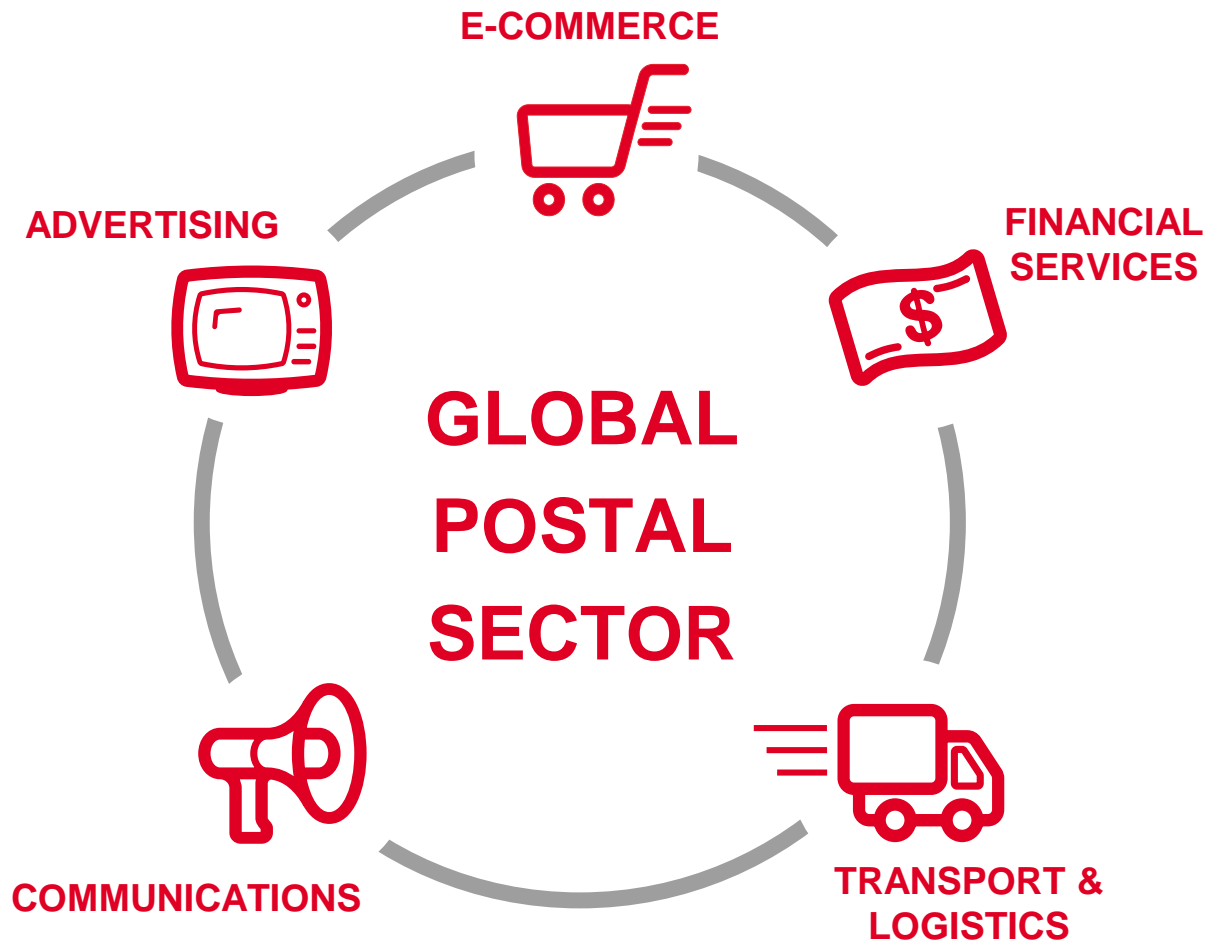 E-COMMERCE
ADVERTISING
FINANCIAL
SERVICES
$
GLOBAL
POSTAL
SECTOR
COMMUNICATIONS
TRANSPORT &
LOGISTICS